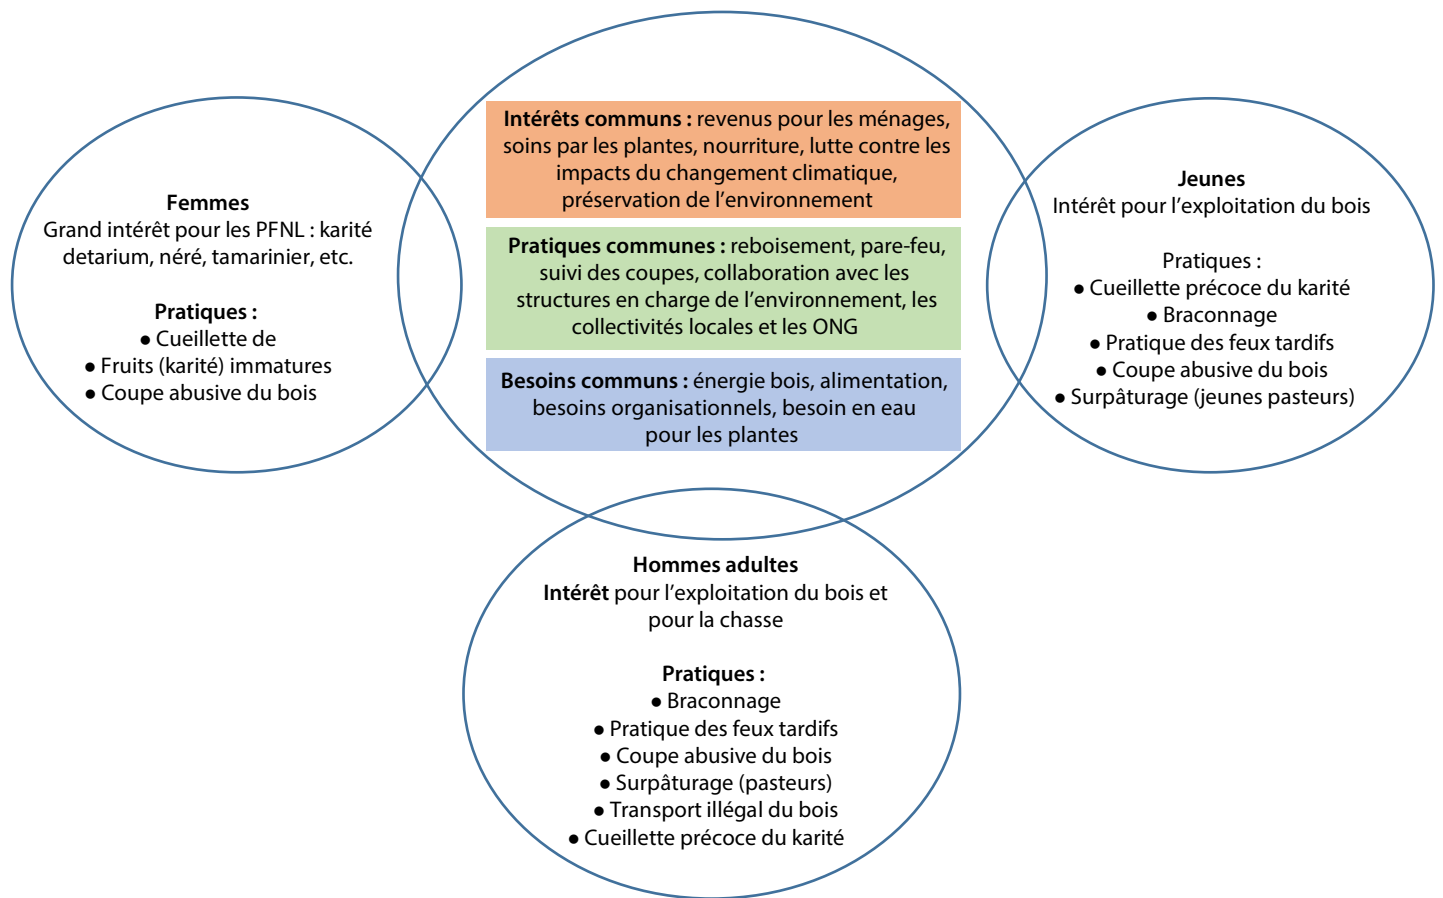 Intérêts communs : revenus pour les ménages,
soins par les plantes, nourriture, lutte contre les
impacts du changement climatique,
préservation de l'environnement
Pratiques communes : reboisement, pare-feu,
suivi des coupes, collaboration avec les
structures en charge de l'environnement, les
collectivités locales et les ONG
Besoins communs : énergie bois, alimentation,
besoins organisationnels, besoin en eau
pour les plantes
Femmes
Grand intérêt pour les PFNL : karité
detarium, néré, tamarinier, etc.
Pratiques :
● Cueillette de
● Fruits (karité) immatures
● Coupe abusive du bois
Jeunes
Intérêt pour l'exploitation du bois
Pratiques :
● Cueillette précoce du karité
● Braconnage
● Pratique des feux tardifs
● Coupe abusive du bois
● Surpâturage (jeunes pasteurs)
Hommes adultes
Intérêt pour l'exploitation du bois et
pour la chasse
Pratiques :
● Braconnage
● Pratique des feux tardifs
● Coupe abusive du bois
● Surpâturage (pasteurs)
● Transport illégal du bois
● Cueillette précoce du karité